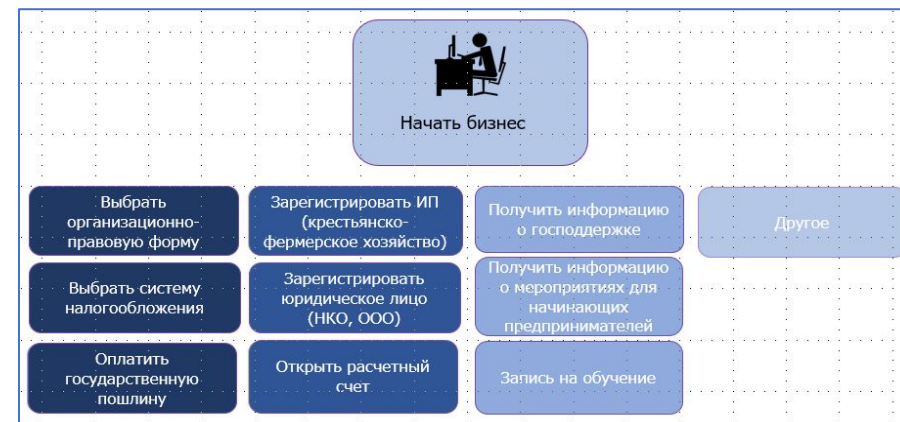 Начать бизнес
Выбрать
организационно-
правовую форму
Зарегистрировать ИП
(крестьянско-
фермерское хозяйство)
Получить информацию
о господдержке
Другое
Выбрать систему
налогообложения
Зарегистрировать
юридическое лицо
(НКО, ООО)
Получить информацию
о мероприятиях для
начинающих
предпринимателей
Оплатить
государственную
пошлину
Открыть расчетный
счет
Запись на обучение